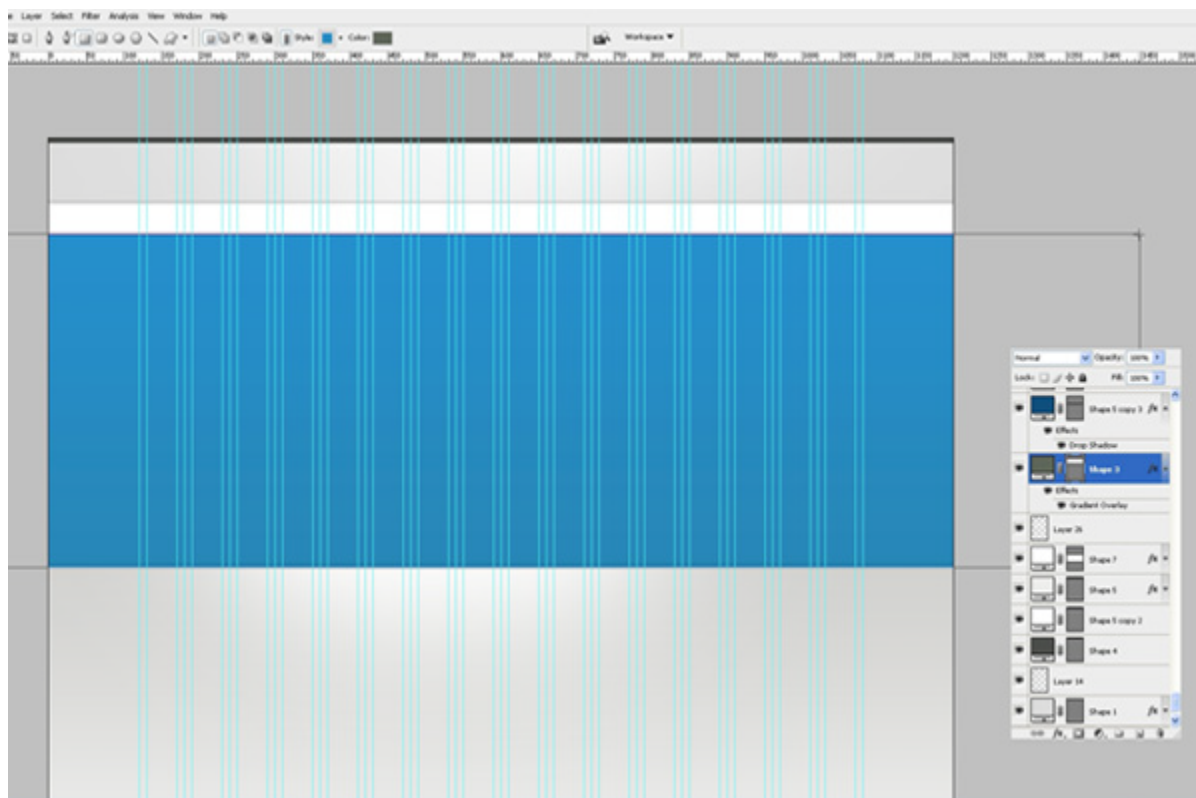 Layer Select Filter Analysis View Window Help
Style: Color: Workspace
Normal Opacity: 100%
Lock: Fill: 100%
Shape 5 copy 3
Effects
Drop Shadow
Shape 3
Effects
Gradient Overlay
Layer 26
Shape 7
Shape 5
Shape 5 copy 2
Shape 4
Layer 14
Shape 1